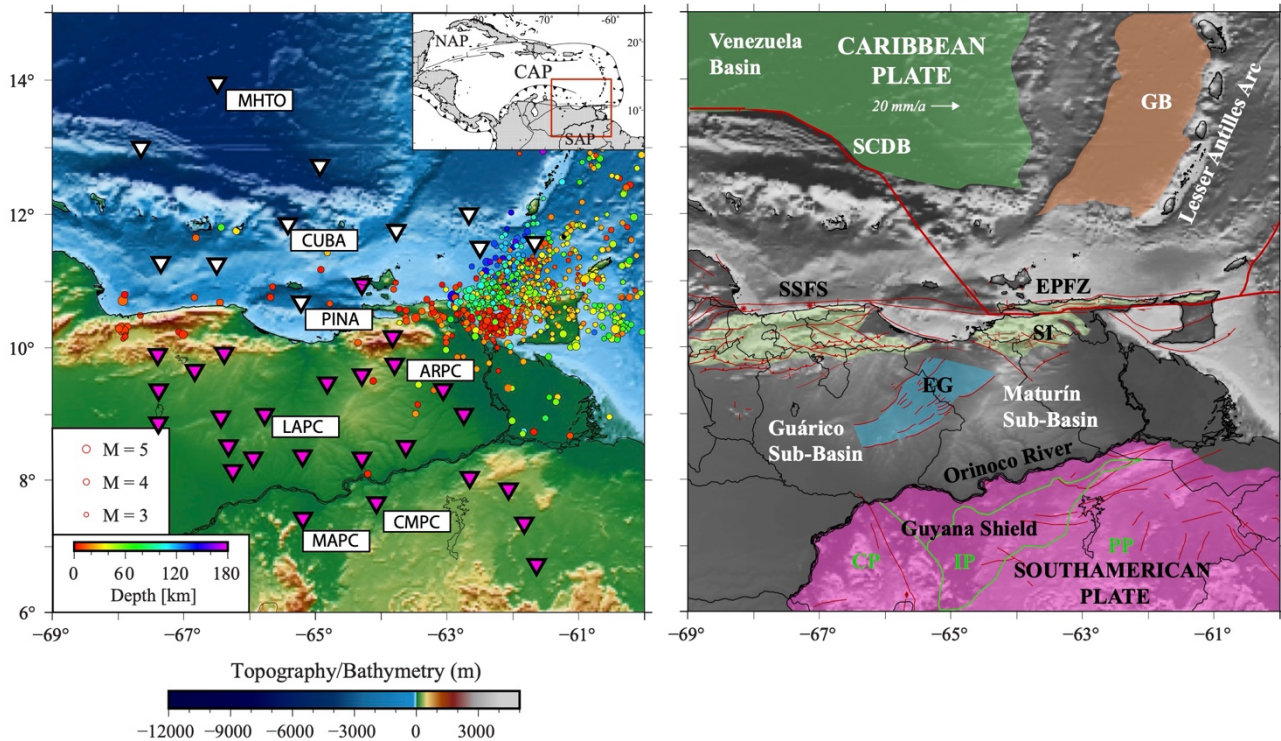 −80° −70° −60°
20°
10°
NAP
CAP
SAP
14°
12°
10°
8°
6°
MHTO
CUBA
PINA
ARPC
LAPC
CMPC
MAPC
M = 5
M = 4
M = 3
0 60 120 180
Depth [km]
−69° −67° −65° −63° −61°
Topography/Bathymetry (m)
−12000 −9000 −6000 −3000 0 3000
Venezuela
Basin
CARIBBEAN
PLATE
20 mm/a
GB
SCDB
Lesser Antilles Arc
SSFS
EPFZ
SI
EG
Maturín
Sub-Basin
Guárico
Sub-Basin
Orinoco River
Guyana Shield
CP
IP
PP
SOUTHAMERICAN
PLATE
−69° −67° −65° −63° −61°